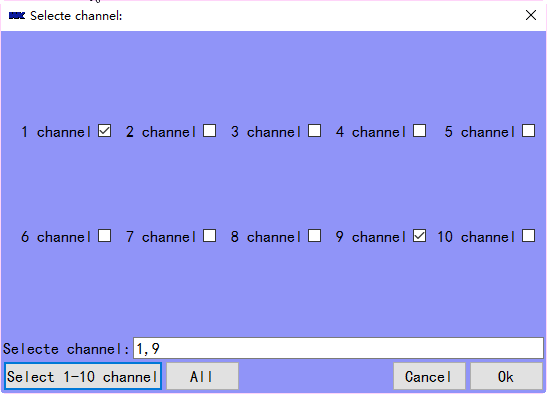 Selecte channel:
1 channel 2 channel 3 channel 4 channel 5 channel
6 channel 7 channel 8 channel 9 channel 10 channel
Selecte channel: 1,9
Select 1-10 channel All Cancel Ok